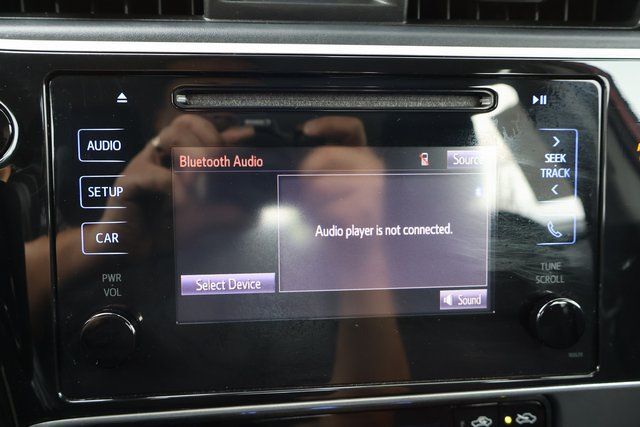 AUDIO
SETUP
CAR
PWR
VOL
Bluetooth Audio
Source
Audio player is not connected.
Select Device
Sound
SEEK
TRACK
TUNE
SCROLL